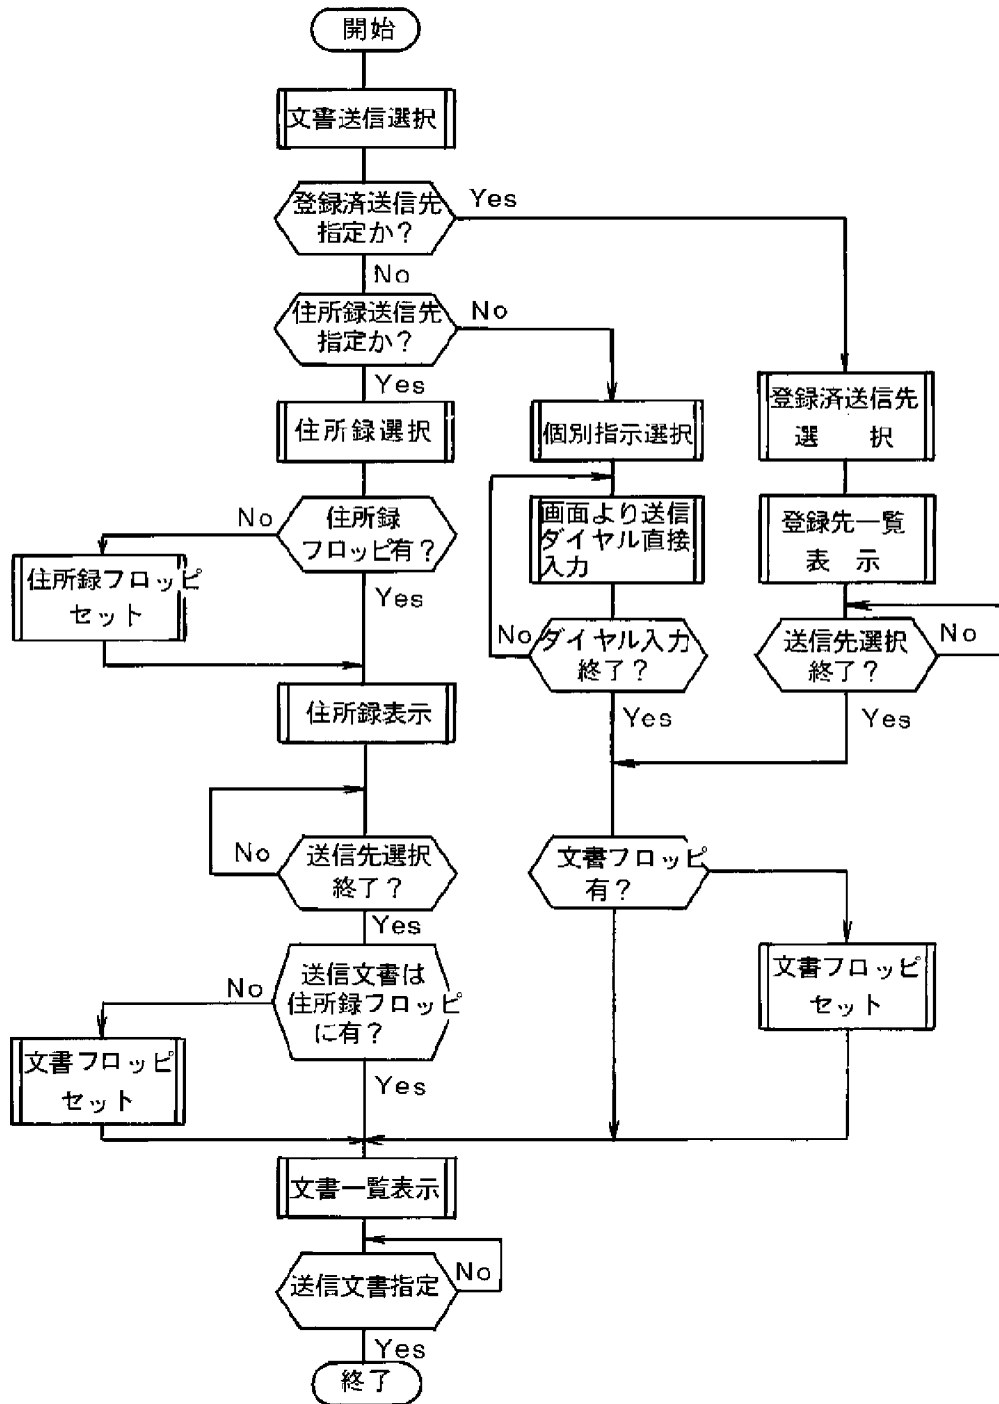 開始
文書送信選択
登録済送信先
指定か？
Yes
No
住所録送信先
指定か？
No
Yes
住所録選択
個別指示選択
登録済送信先
選 択
住所録
フロッピ有？
No
Yes
住所録フロッピ
セット
画面より送信
ダイヤル直接
入力
登録先一覧
表 示
ダイヤル入力
終了？
No
Yes
送信先選択
終了？
No
Yes
住所録表示
送信先選択
終了？
No
Yes
文書フロッピ
有？
文書フロッピ
セット
送信文書は
住所録フロッピ
に有？
No
Yes
文書フロッピ
セット
文書一覧表示
送信文書指定
No
Yes
終了